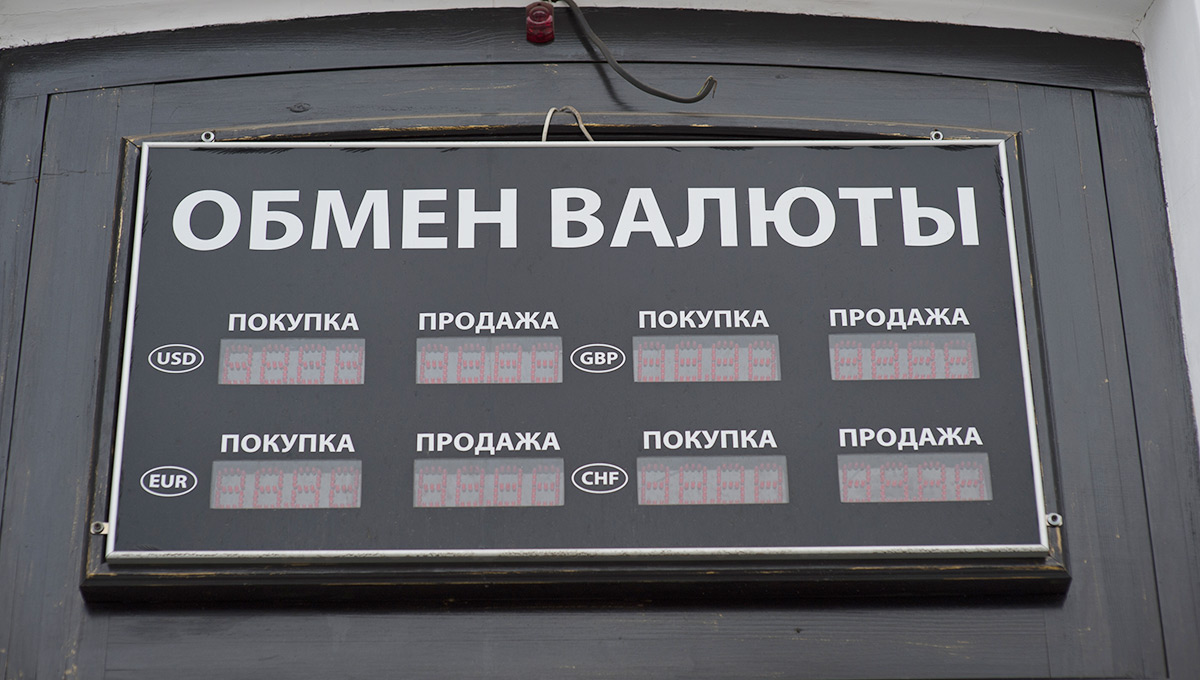 ОБМЕН ВАЛЮТЫ
ПОКУПКА ПРОДАЖА ПОКУПКА ПРОДАЖА
USD GBP
ПОКУПКА ПРОДАЖА ПОКУПКА ПРОДАЖА
EUR CHF